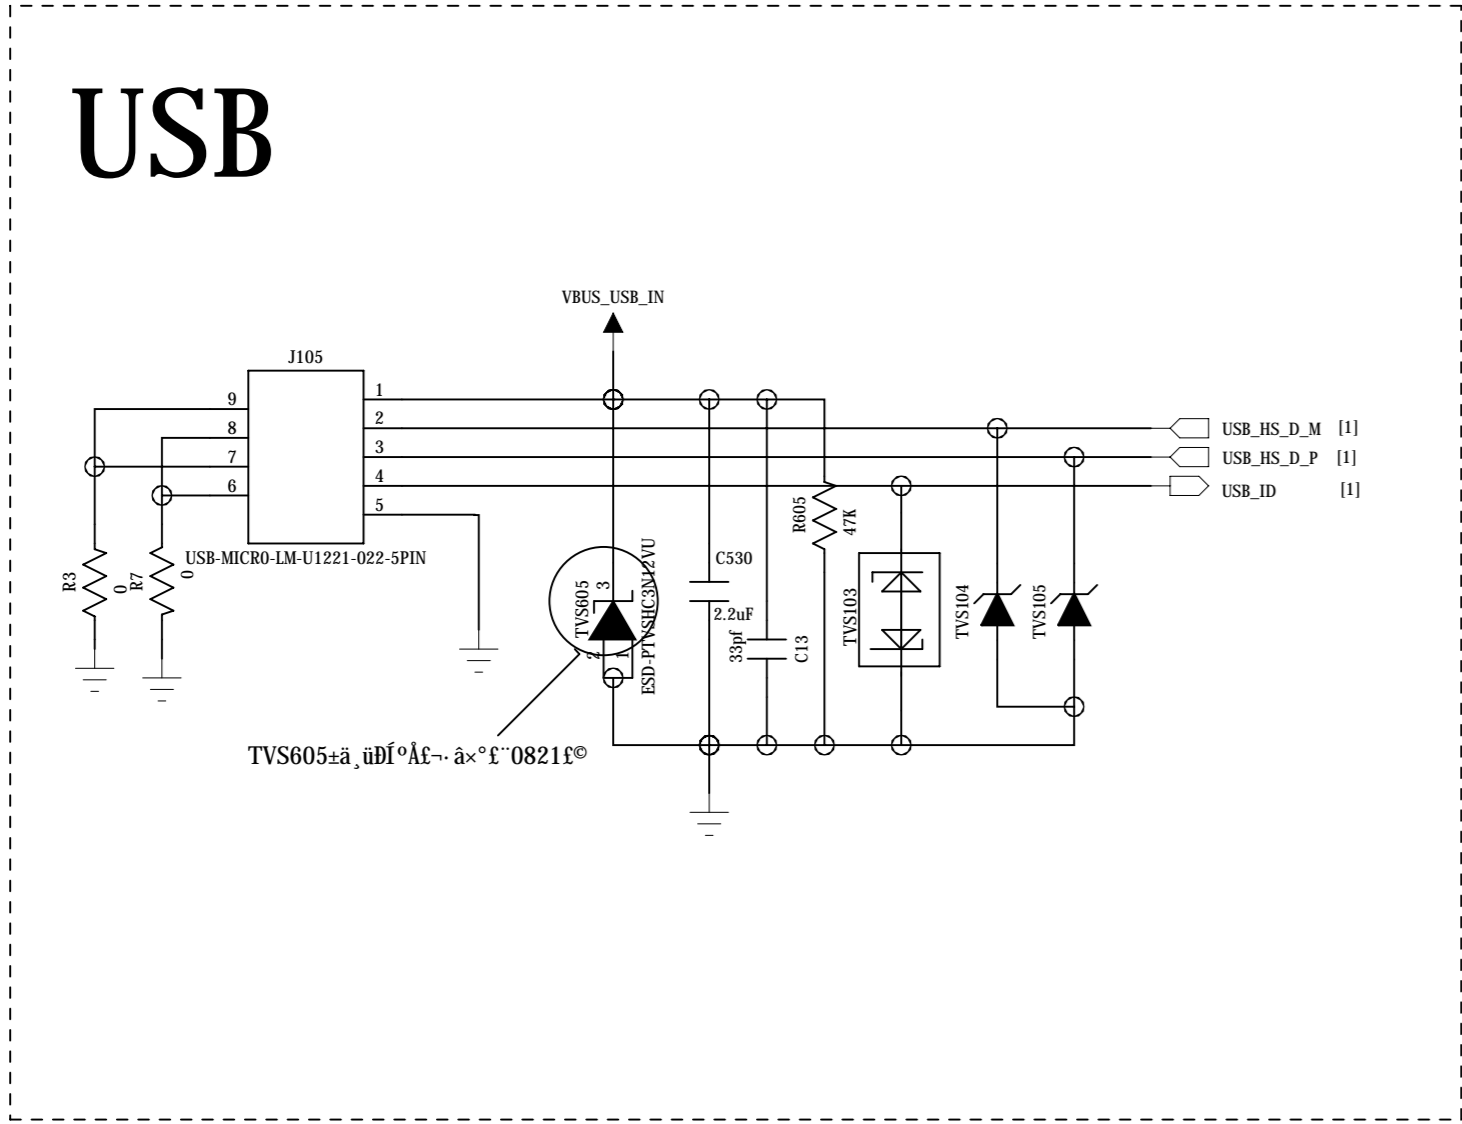 USB
VBUS_USB_IN
J105
9
8
7
6
1
2
3
4
5
USB_HS_D_M [1]
USB_HS_D_P [1]
USB_ID [1]
USB-MICRO-LM-U1221-022-5PIN
R3
0
R7
0
TVS605
3
2
1
ESD-PTVSHC3N12VU
C530
2.2uF
33pf
C13
R605
47K
TVS103
TVS104
TVS105
TVS605±ä¸üÐÍºÅ£¬·â×°£¨0821£©